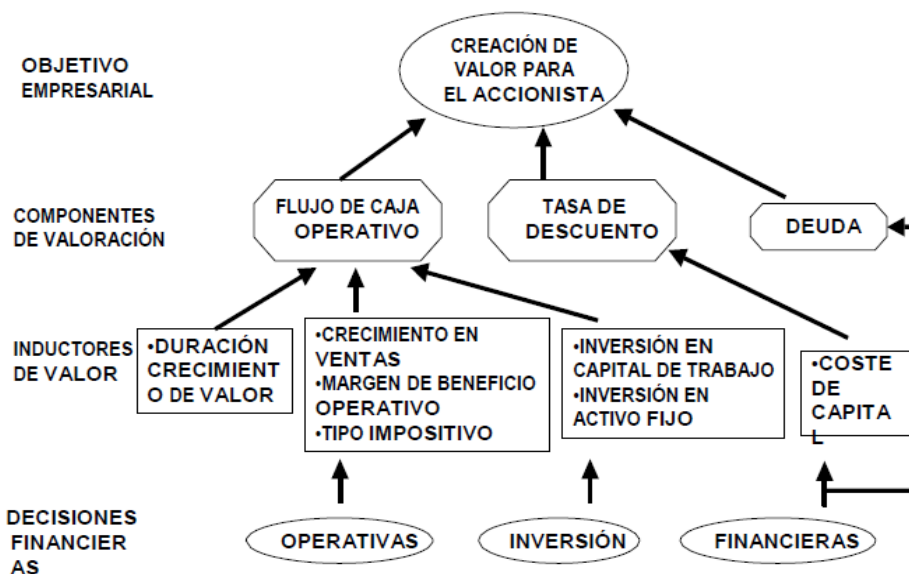 OBJETIVO
EMPRESARIAL
CREACIÓN DE
VALOR PARA
EL ACCIONISTA
COMPONENTES
DE VALORACIÓN
FLUJO DE CAJA
OPERATIVO
TASA DE
DESCUENTO
DEUDA
INDUCTORES
DE VALOR
•DURACIÓN
CRECIMIENT
O DE VALOR
•CRECIMIENTO EN
VENTAS
•MARGEN DE BENEFICIO
OPERATIVO
•TIPO IMPOSITIVO
•INVERSIÓN EN
CAPITAL DE TRABAJO
•INVERSIÓN EN
ACTIVO FIJO
•COSTE
DE
CAPITA
L
DECISIONES
FINANCIER
AS
OPERATIVAS
INVERSIÓN
FINANCIERAS